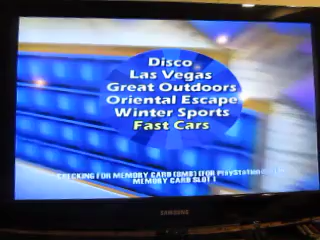 Disco
Las Vegas
Great Outdoors
Oriental Escape
Winter Sports
Fast Cars
CHECKING FOR MEMORY CARD (8MB) (FOR PlayStation
MEMORY CARD SLOT 1
SAMSUNG